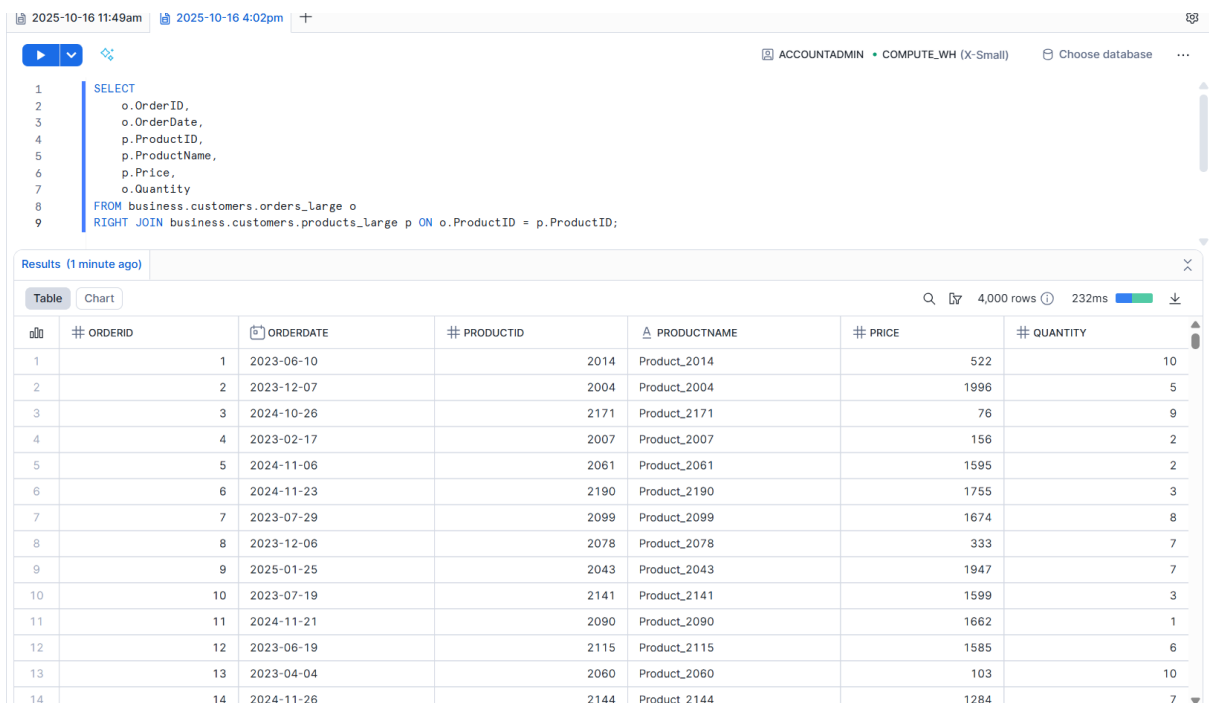 2025-10-16 11:49am 2025-10-16 4:02pm +
ACCOUNTADMIN • COMPUTE_WH (X-Small) Choose database ...
1 SELECT
2 o.OrderID,
3 o.OrderDate,
4 p.ProductID,
5 p.ProductName,
6 p.Price,
7 o.Quantity
8 FROM business.customers.orders_large o
9 RIGHT JOIN business.customers.products_large p ON o.ProductID = p.ProductID;
Results (1 minute ago)
Table Chart 4,000 rows 232ms
# ORDERID ORDERDATE # PRODUCTID A PRODUCTNAME # PRICE # QUANTITY
1 1 2023-06-10 2014 Product_2014 522 10
2 2 2023-12-07 2004 Product_2004 1996 5
3 3 2024-10-26 2171 Product_2171 76 9
4 4 2023-02-17 2007 Product_2007 156 2
5 5 2024-11-06 2061 Product_2061 1595 2
6 6 2024-11-23 2190 Product_2190 1755 3
7 7 2023-07-29 2099 Product_2099 1674 8
8 8 2023-12-06 2078 Product_2078 333 7
9 9 2025-01-25 2043 Product_2043 1947 7
10 10 2023-07-19 2141 Product_2141 1599 3
11 11 2024-11-21 2090 Product_2090 1662 1
12 12 2023-06-19 2115 Product_2115 1585 6
13 13 2023-04-04 2060 Product_2060 103 10
14 14 2024-11-26 2144 Product_2144 1284 7